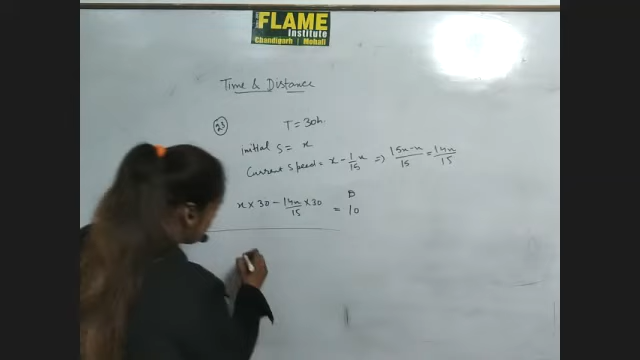 FLAME
Institute
Chandigarh | Mohali
Time & Distance
23
T = 30h.
initial S = x
Current Speed = x - 1/15 x => 15x-x/15 = 14x/15
D
x × 30 - 14x/15 × 30 = 10